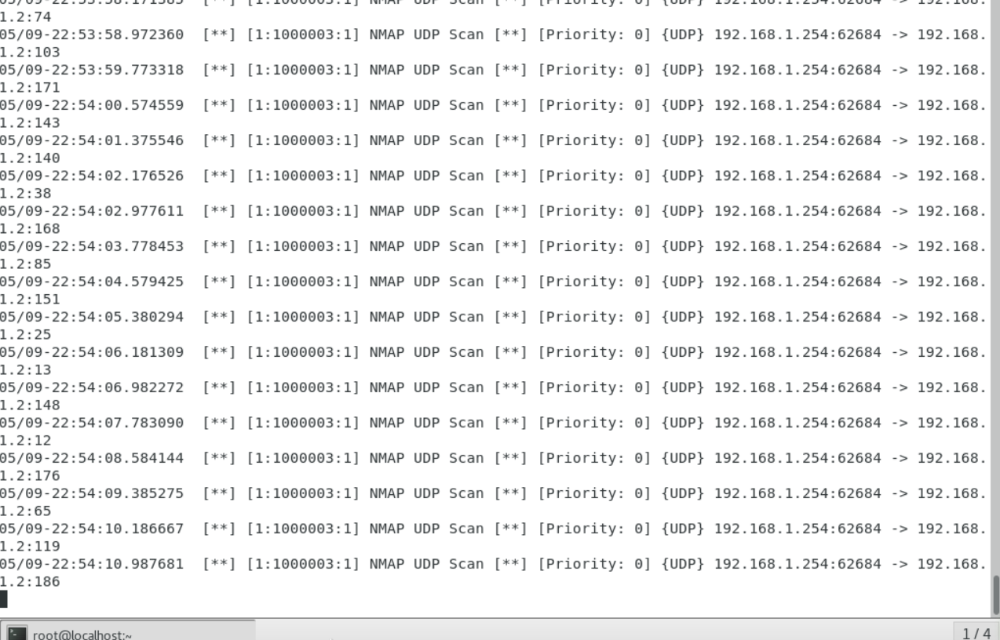 05/09-22:53:58.171385  [**] [1:1000003:1] NMAP UDP Scan [**] [Priority: 0] {UDP} 192.168.1.254:62684 -> 192.168.
1.2:74
05/09-22:53:58.972360  [**] [1:1000003:1] NMAP UDP Scan [**] [Priority: 0] {UDP} 192.168.1.254:62684 -> 192.168.
1.2:103
05/09-22:53:59.773318  [**] [1:1000003:1] NMAP UDP Scan [**] [Priority: 0] {UDP} 192.168.1.254:62684 -> 192.168.
1.2:171
05/09-22:54:00.574559  [**] [1:1000003:1] NMAP UDP Scan [**] [Priority: 0] {UDP} 192.168.1.254:62684 -> 192.168.
1.2:143
05/09-22:54:01.375546  [**] [1:1000003:1] NMAP UDP Scan [**] [Priority: 0] {UDP} 192.168.1.254:62684 -> 192.168.
1.2:140
05/09-22:54:02.176526  [**] [1:1000003:1] NMAP UDP Scan [**] [Priority: 0] {UDP} 192.168.1.254:62684 -> 192.168.
1.2:38
05/09-22:54:02.977611  [**] [1:1000003:1] NMAP UDP Scan [**] [Priority: 0] {UDP} 192.168.1.254:62684 -> 192.168.
1.2:168
05/09-22:54:03.778453  [**] [1:1000003:1] NMAP UDP Scan [**] [Priority: 0] {UDP} 192.168.1.254:62684 -> 192.168.
1.2:85
05/09-22:54:04.579425  [**] [1:1000003:1] NMAP UDP Scan [**] [Priority: 0] {UDP} 192.168.1.254:62684 -> 192.168.
1.2:151
05/09-22:54:05.380294  [**] [1:1000003:1] NMAP UDP Scan [**] [Priority: 0] {UDP} 192.168.1.254:62684 -> 192.168.
1.2:25
05/09-22:54:06.181309  [**] [1:1000003:1] NMAP UDP Scan [**] [Priority: 0] {UDP} 192.168.1.254:62684 -> 192.168.
1.2:13
05/09-22:54:06.982272  [**] [1:1000003:1] NMAP UDP Scan [**] [Priority: 0] {UDP} 192.168.1.254:62684 -> 192.168.
1.2:148
05/09-22:54:07.783090  [**] [1:1000003:1] NMAP UDP Scan [**] [Priority: 0] {UDP} 192.168.1.254:62684 -> 192.168.
1.2:12
05/09-22:54:08.584144  [**] [1:1000003:1] NMAP UDP Scan [**] [Priority: 0] {UDP} 192.168.1.254:62684 -> 192.168.
1.2:176
05/09-22:54:09.385275  [**] [1:1000003:1] NMAP UDP Scan [**] [Priority: 0] {UDP} 192.168.1.254:62684 -> 192.168.
1.2:65
05/09-22:54:10.186667  [**] [1:1000003:1] NMAP UDP Scan [**] [Priority: 0] {UDP} 192.168.1.254:62684 -> 192.168.
1.2:119
05/09-22:54:10.987681  [**] [1:1000003:1] NMAP UDP Scan [**] [Priority: 0] {UDP} 192.168.1.254:62684 -> 192.168.
1.2:186
root@localhost:~
1 / 4